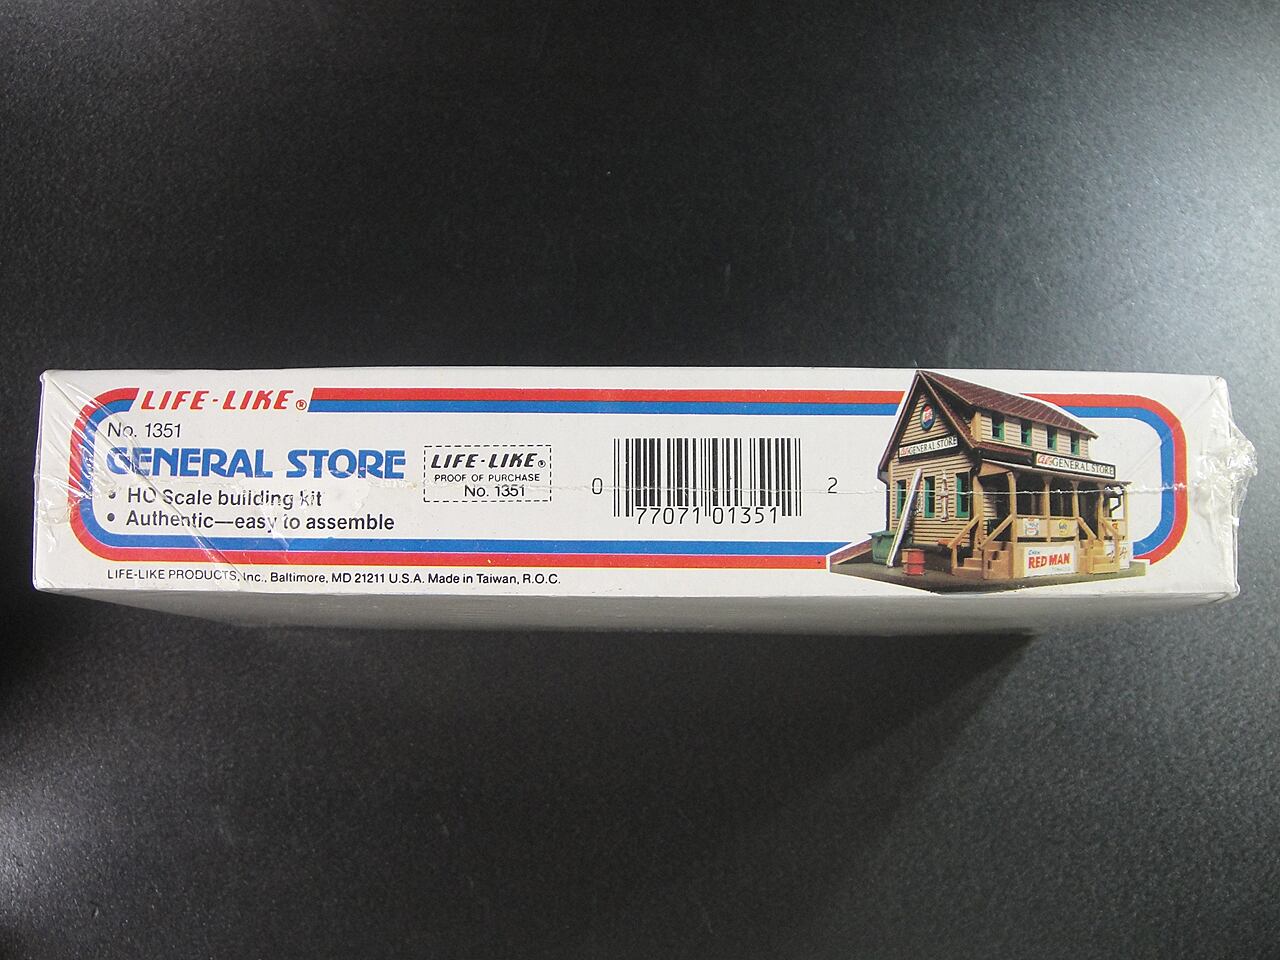 LIFE-LIKE®
No. 1351
GENERAL STORE
• HO Scale building kit
• Authentic—easy to assemble
LIFE-LIKE®
PROOF OF PURCHASE
No. 1351
0 77071 01351 2
LIFE-LIKE PRODUCTS, Inc., Baltimore, MD 21211 U.S.A. Made in Taiwan, R.O.C.
GENERAL STORE
GENERAL STORE
RED MAN